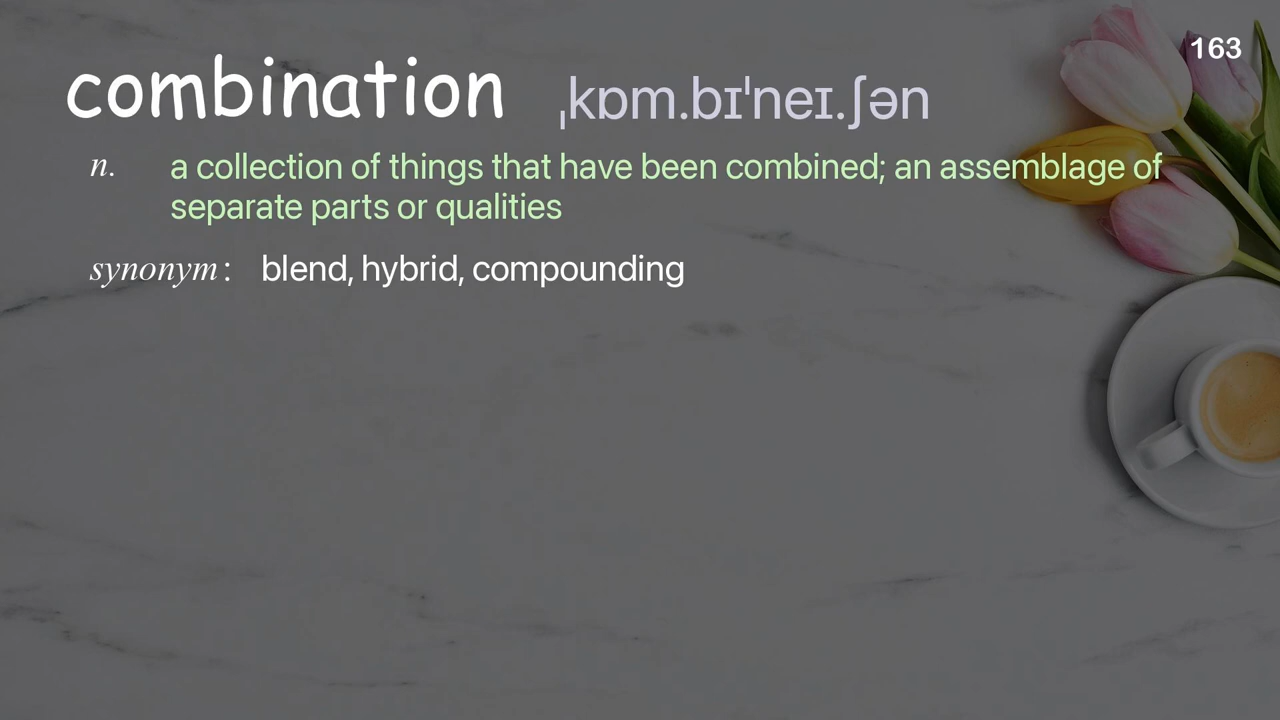 163
combination ˌkɒm.bɪˈneɪ.ʃən
n. a collection of things that have been combined; an assemblage of
separate parts or qualities
synonym: blend, hybrid, compounding